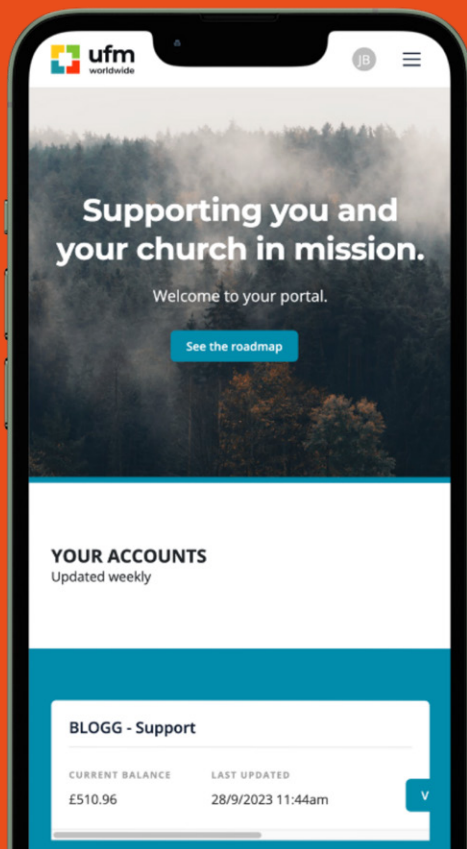 ufm
worldwide
JB
Supporting you and
your church in mission.
Welcome to your portal.
See the roadmap
YOUR ACCOUNTS
Updated weekly
BLOGG - Support
CURRENT BALANCE LAST UPDATED
£510.96 28/9/2023 11:44am V